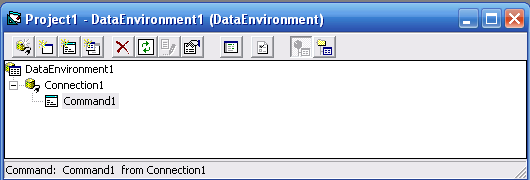 Project1 - DataEnvironment1 (DataEnvironment)
DataEnvironment1
Connection1
Command1
Command: Command1 from Connection1